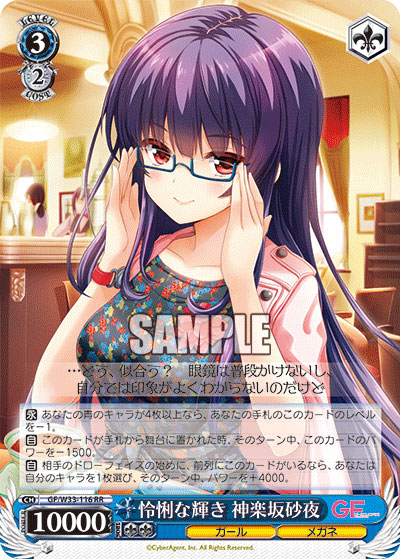 LEVEL
3
2
COST
SAMPLE
…どう、似合う？　眼鏡は普段かけないし、
自分では印象がよくわからないのだけど
永 あなたの青のキャラが4枚以上なら、あなたの手札のこのカードのレベル
を－1。
自 このカードが手札から舞台に置かれた時、そのターン中、このカードのパ
ワーを－1500。
自 相手のドローフェイズの始めに、前列にこのカードがいるなら、あなたは
自分のキャラを1枚選び、そのターン中、パワーを＋4000。
CH GF/W33-116 RR
怜悧な輝き 神楽坂砂夜
GF
10000
ガール
メガネ
©CyberAgent, Inc. All Rights Reserved.